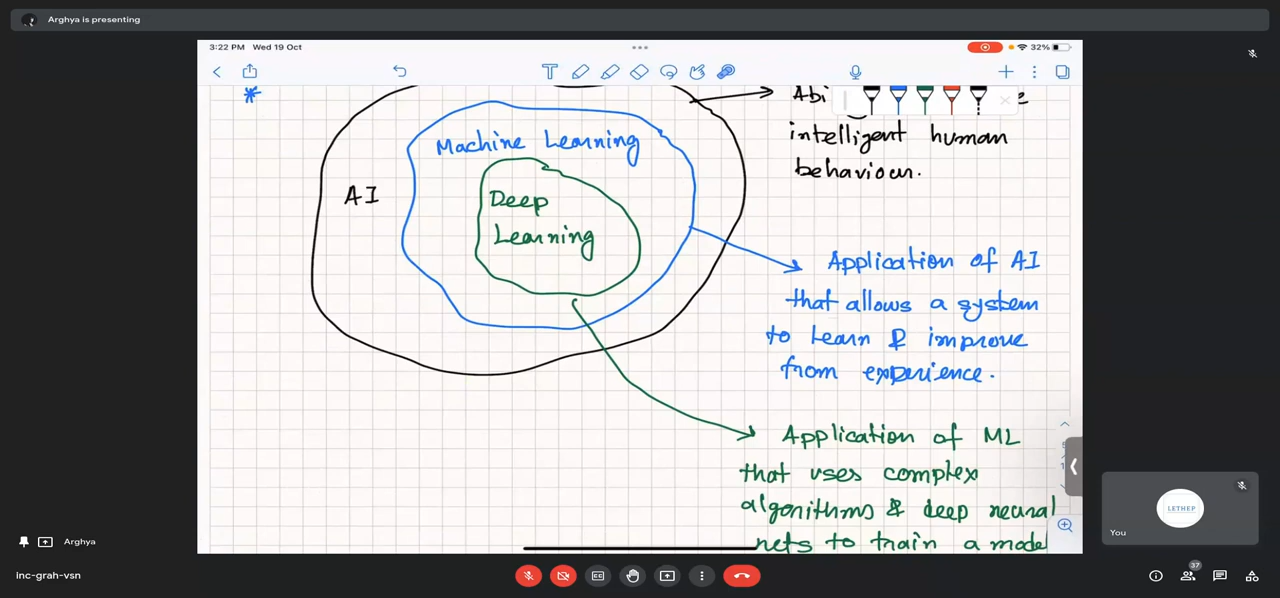 Arghya is presenting
3:22 PM Wed 19 Oct
32%
Machine Learning
AI
Deep
Learning
intelligent human
behaviour.
Application of AI
that allows a system
to learn & improve
from experience.
Application of ML
that uses complex
algorithms & deep neural
nets to train a model
Arghya
LETHEP
You
lnc-grah-vsn
37